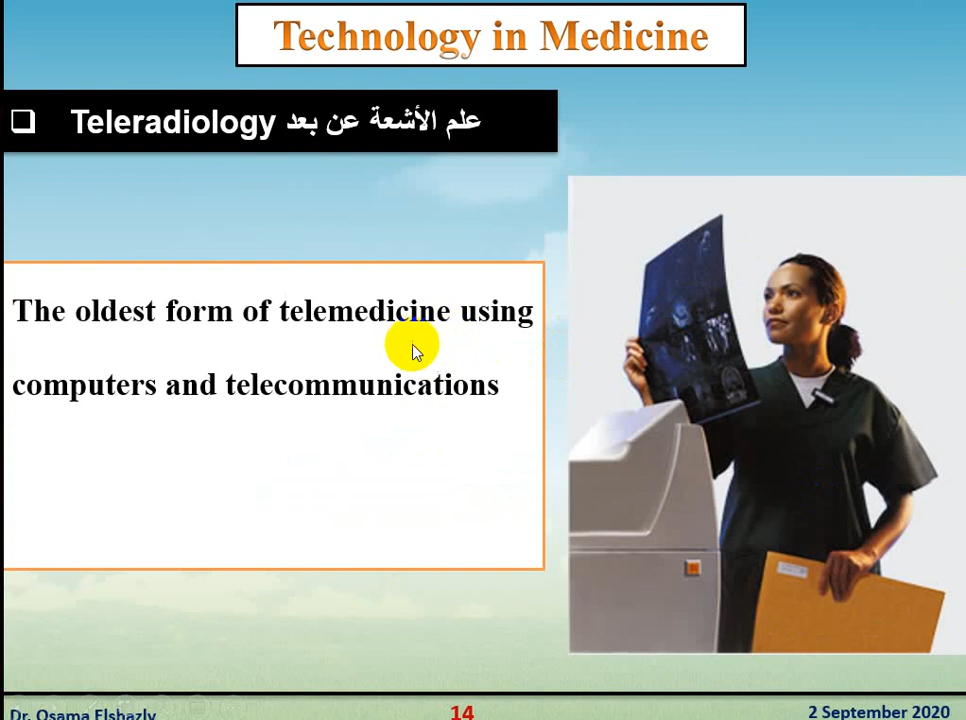 Technology in Medicine
Teleradiology علم الأشعة عن بعد
The oldest form of telemedicine using
computers and telecommunications
Dr. Osama Elshazly
14
2 September 2020